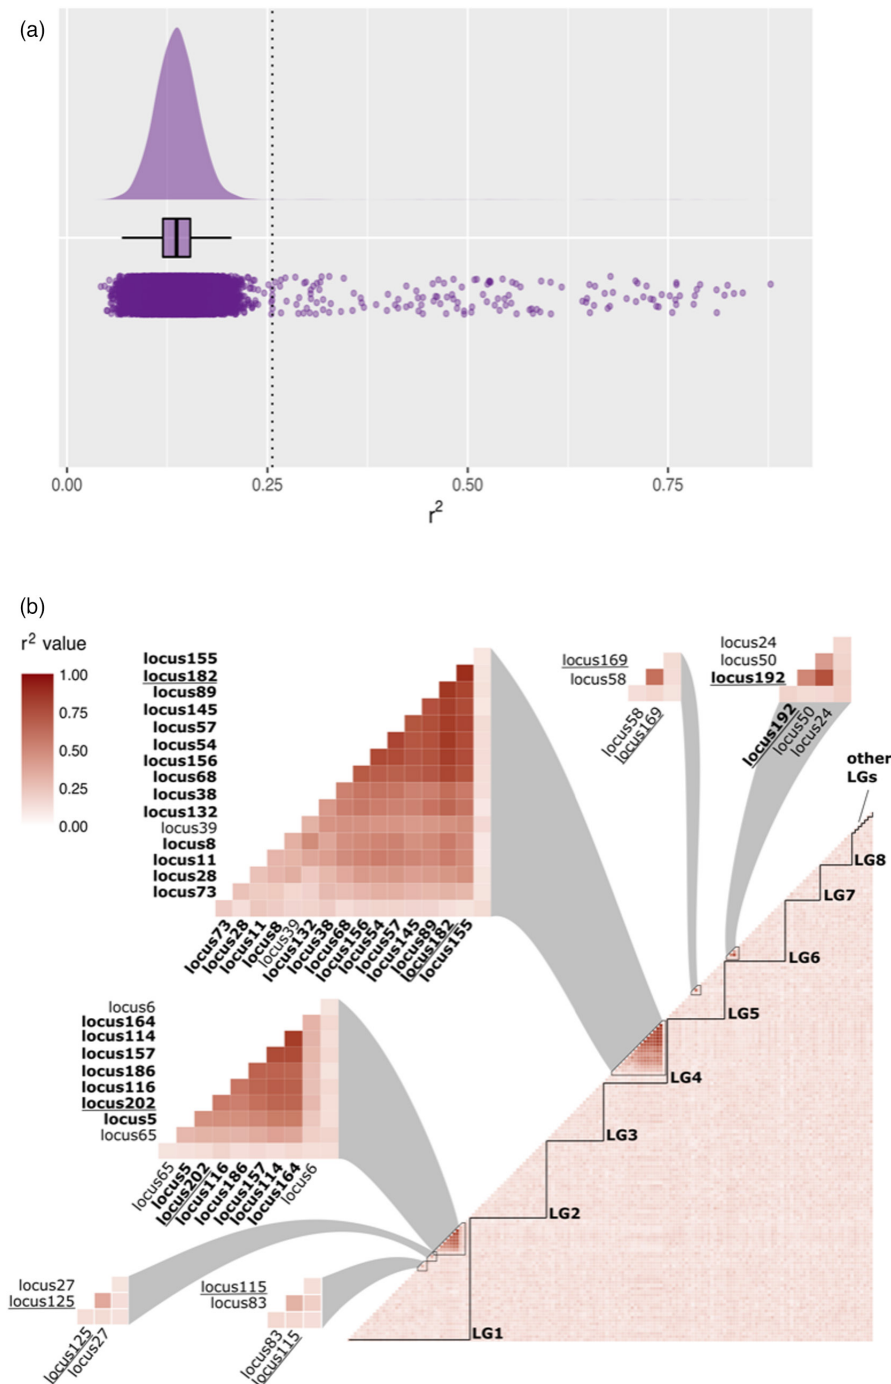 (a)
0.00
0.25
0.50
0.75
r²
(b)
r² value
1.00
0.75
0.50
0.25
0.00
locus155
locus182
locus89
locus145
locus57
locus54
locus156
locus68
locus38
locus132
locus39
locus8
locus11
locus28
locus73
locus73
locus28
locus11
locus8
locus39
locus132
locus38
locus68
locus156
locus54
locus57
locus145
locus89
locus182
locus155
locus169
locus58
locus58
locus169
locus24
locus50
locus192
locus192
locus50
locus24
other
LGs
LG8
LG7
LG6
LG5
LG4
LG3
LG2
LG1
locus6
locus164
locus114
locus157
locus186
locus116
locus202
locus5
locus65
locus65
locus5
locus202
locus116
locus186
locus157
locus114
locus164
locus6
locus27
locus125
locus125
locus27
locus115
locus83
locus83
locus115